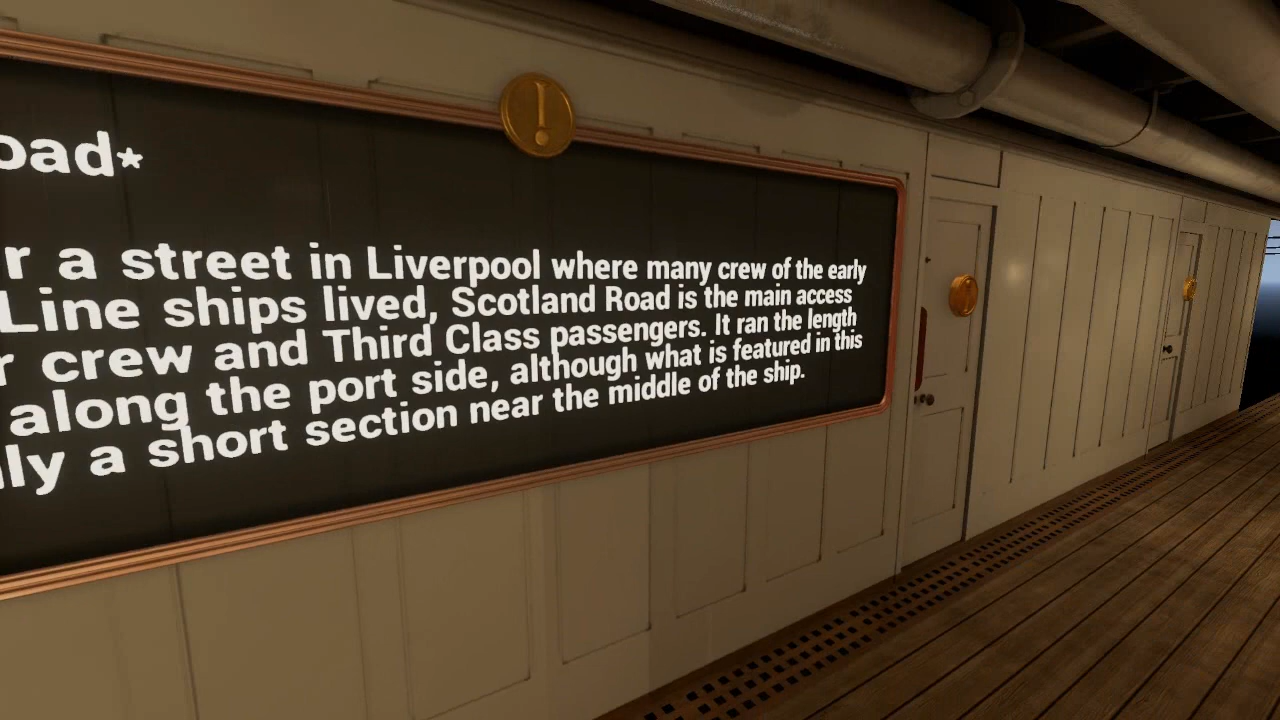 oad*
r a street in Liverpool where many crew of the early
Line ships lived, Scotland Road is the main access
r crew and Third Class passengers. It ran the length
along the port side, although what is featured in this
ly a short section near the middle of the ship.